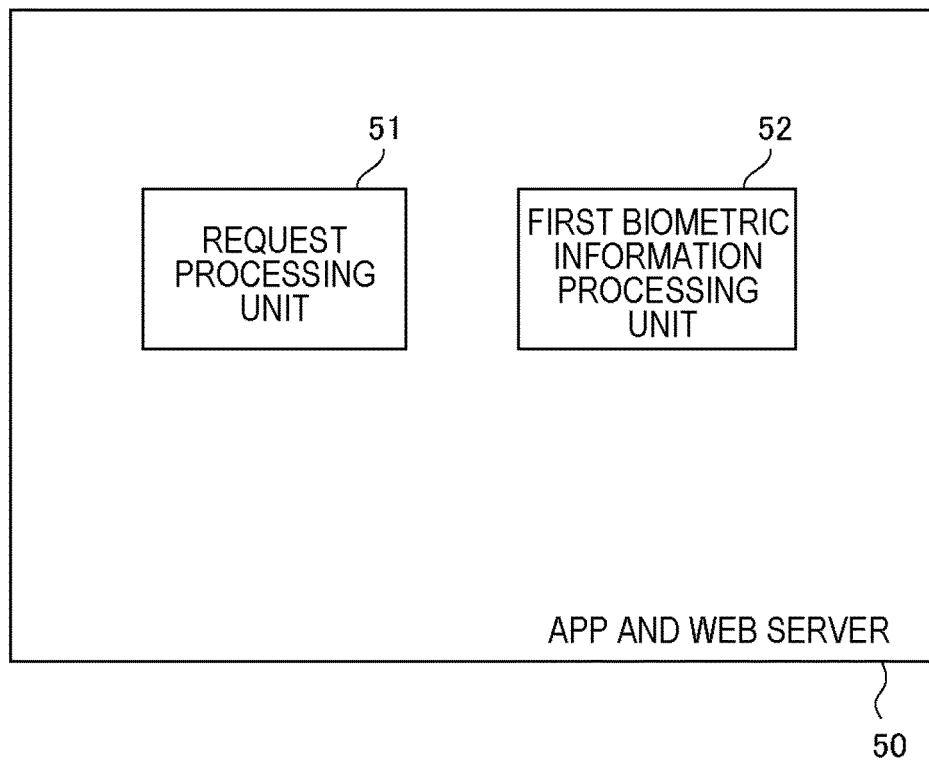 51
52
REQUEST
PROCESSING
UNIT
FIRST BIOMETRIC
INFORMATION
PROCESSING
UNIT
APP AND WEB SERVER
50